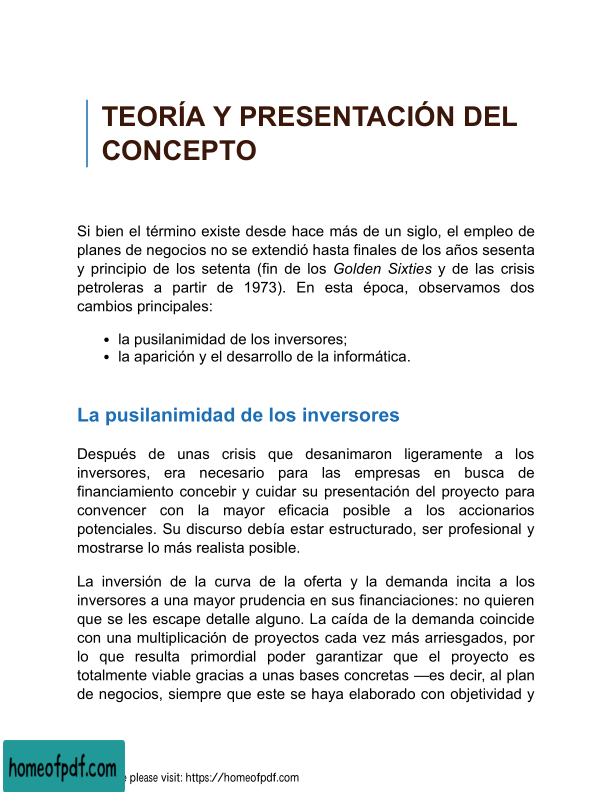 TEORÍA Y PRESENTACIÓN DEL
CONCEPTO
Si bien el término existe desde hace más de un siglo, el empleo de
planes de negocios no se extendió hasta finales de los años sesenta
y principio de los setenta (fin de los Golden Sixties y de las crisis
petroleras a partir de 1973). En esta época, observamos dos
cambios principales:
• la pusilanimidad de los inversores;
• la aparición y el desarrollo de la informática.
La pusilanimidad de los inversores
Después de unas crisis que desanimaron ligeramente a los
inversores, era necesario para las empresas en busca de
financiamiento concebir y cuidar su presentación del proyecto para
convencer con la mayor eficacia posible a los accionarios
potenciales. Su discurso debía estar estructurado, ser profesional y
mostrarse lo más realista posible.
La inversión de la curva de la oferta y la demanda incita a los
inversores a una mayor prudencia en sus financiaciones: no quieren
que se les escape detalle alguno. La caída de la demanda coincide
con una multiplicación de proyectos cada vez más arriesgados, por
lo que resulta primordial poder garantizar que el proyecto es
totalmente viable gracias a unas bases concretas —es decir, al plan
de negocios, siempre que este se haya elaborado con objetividad y
homeofpdf.com
please visit: https://homeofpdf.com